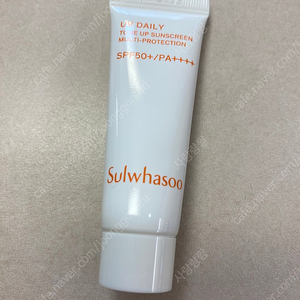 UV DAILY
TONE UP SUNSCREEN
MULTI-PROTECTION
SPF50+/PA++++
Sulwhasoo